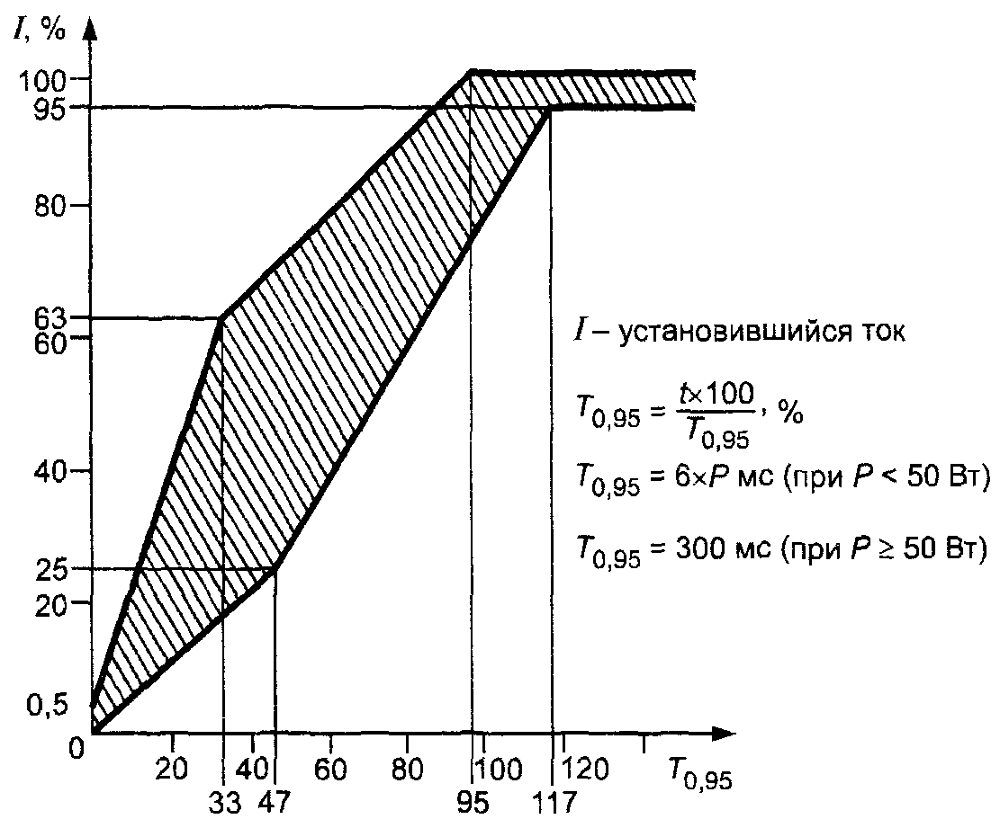 I, %
100
95
80
63
60
40
25
20
0,5
0
I – установившийся ток
T0,95 = t×100/T0,95, %
T0,95 = 6×P мс (при P < 50 Вт)
T0,95 = 300 мс (при P ≥ 50 Вт)
20 40 60 80 100 120 T0,95
33 47 95 117